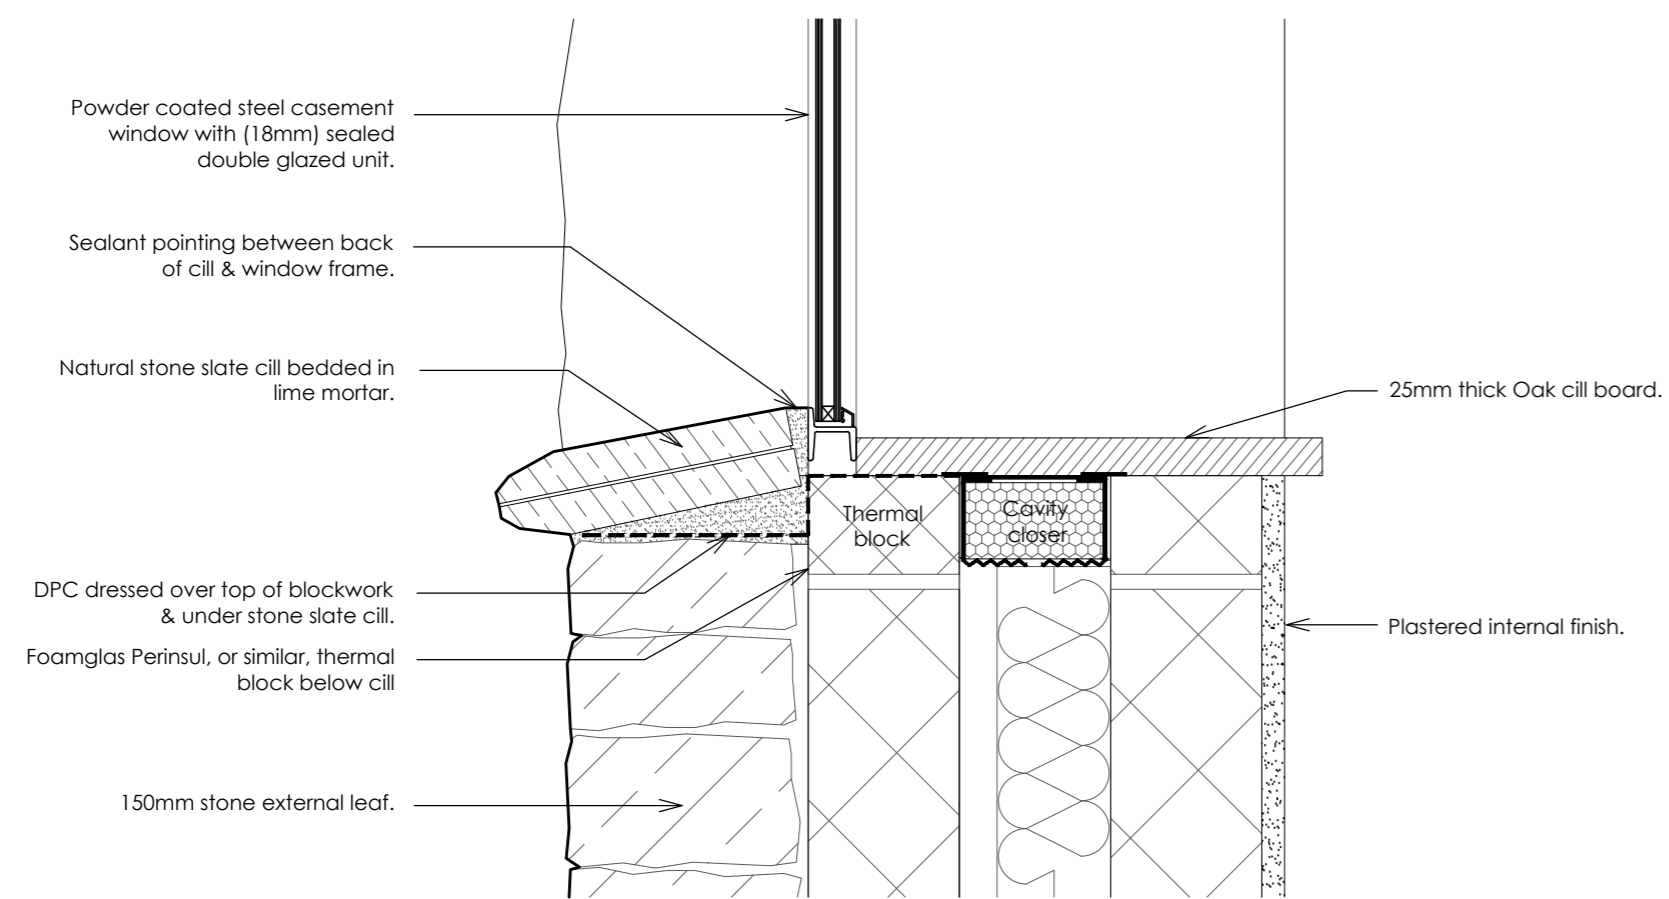 Powder coated steel casement
window with (18mm) sealed
double glazed unit.
Sealant pointing between back
of cill & window frame.
Natural stone slate cill bedded in
lime mortar.
25mm thick Oak cill board.
Thermal
block
Cavity
closer
DPC dressed over top of blockwork
& under stone slate cill.
Foamglas Perinsul, or similar, thermal
block below cill
Plastered internal finish.
150mm stone external leaf.